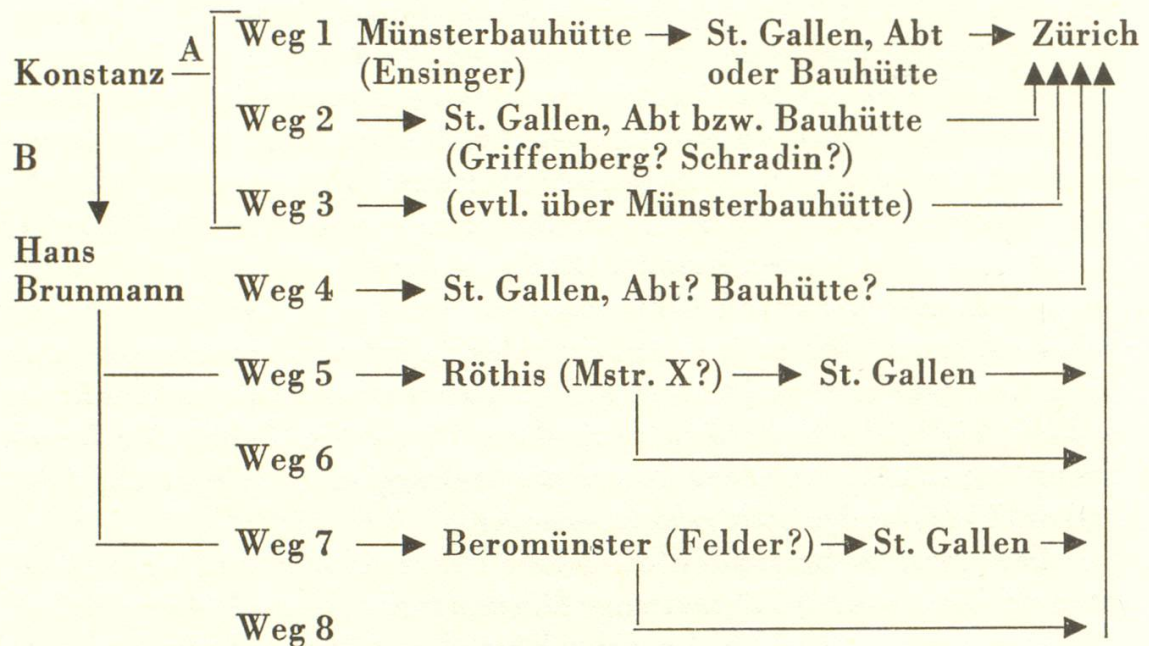 Weg 1 Münsterbauhütte St. Gallen, Abt Zürich
A
Konstanz (Ensinger) oder Bauhütte
Weg 2 St. Gallen, Abt bzw. Bauhütte
B (Griffenberg? Schradin?)
Weg 3 (evtl. über Münsterbauhütte)
Hans
Brunmann Weg 4 St. Gallen, Abt? Bauhütte?
Weg 5 Röthis (Mstr. X?) St. Gallen
Weg 6
Weg 7 Beromünster (Felder?) St. Gallen
Weg 8